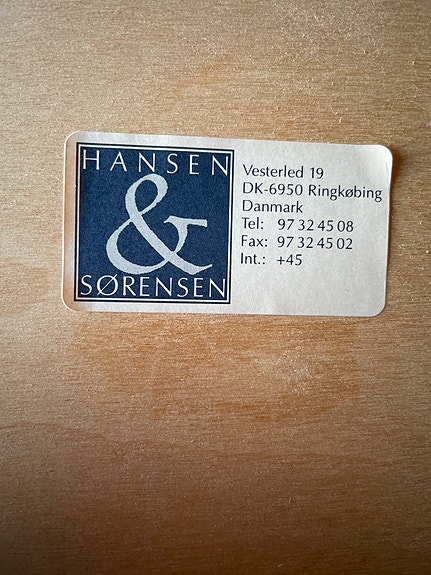 HANSEN
&
SØRENSEN
Vesterled 19
DK-6950 Ringkøbing
Danmark
Tel: 97 32 45 08
Fax: 97 32 45 02
Int.: +45